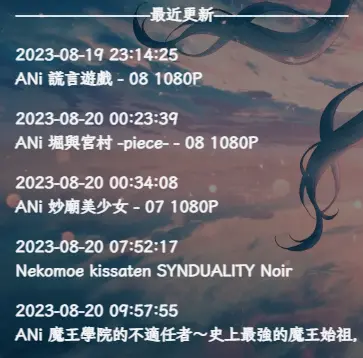 最近更新
2023-08-19 23:14:25
ANi 謊言遊戲 - 08 1080P
2023-08-20 00:23:39
ANi 堀與宮村 -piece- - 08 1080P
2023-08-20 00:34:08
ANi 妙廟美少女 - 07 1080P
2023-08-20 07:52:17
Nekomoe kissaten SYNDUALITY Noir
2023-08-20 09:57:55
ANi 魔王學院的不適任者～史上最強的魔王始祖,